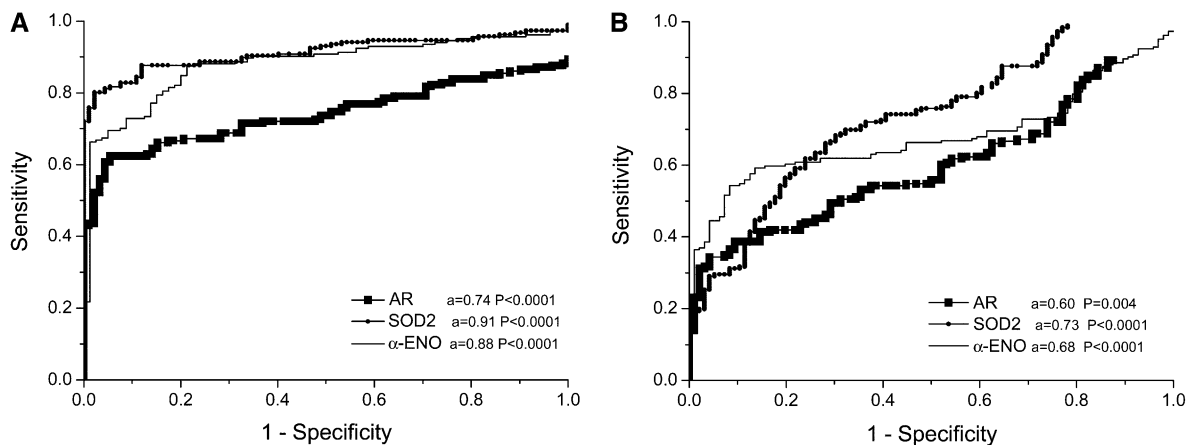 A
Sensitivity
1.0
0.8
0.6
0.4
0.2
0.0
AR a=0.74 P<0.0001
SOD2 a=0.91 P<0.0001
α-ENO a=0.88 P<0.0001
0.0 0.2 0.4 0.6 0.8 1.0
1 - Specificity
B
Sensitivity
1.0
0.8
0.6
0.4
0.2
0.0
AR a=0.60 P=0.004
SOD2 a=0.73 P<0.0001
α-ENO a=0.68 P<0.0001
0.0 0.2 0.4 0.6 0.8 1.0
1 - Specificity